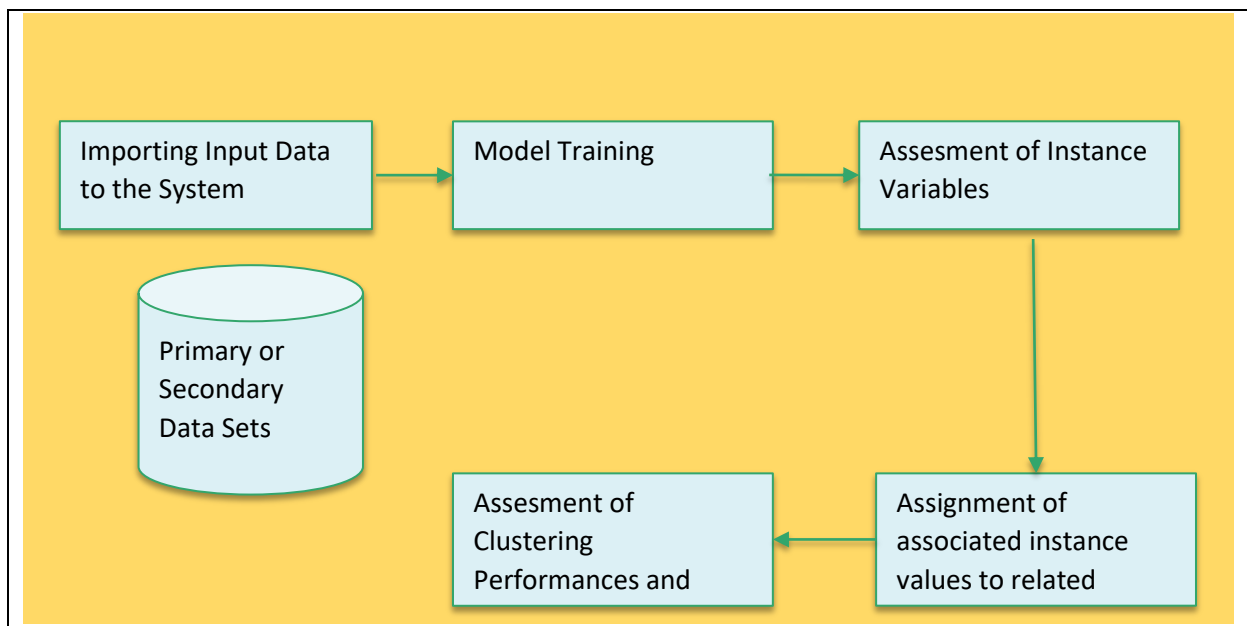 Importing Input Data
to the System
Model Training
Assesment of Instance
Variables
Primary or
Secondary
Data Sets
Assesment of
Clustering
Performances and
Assignment of
associated instance
values to related